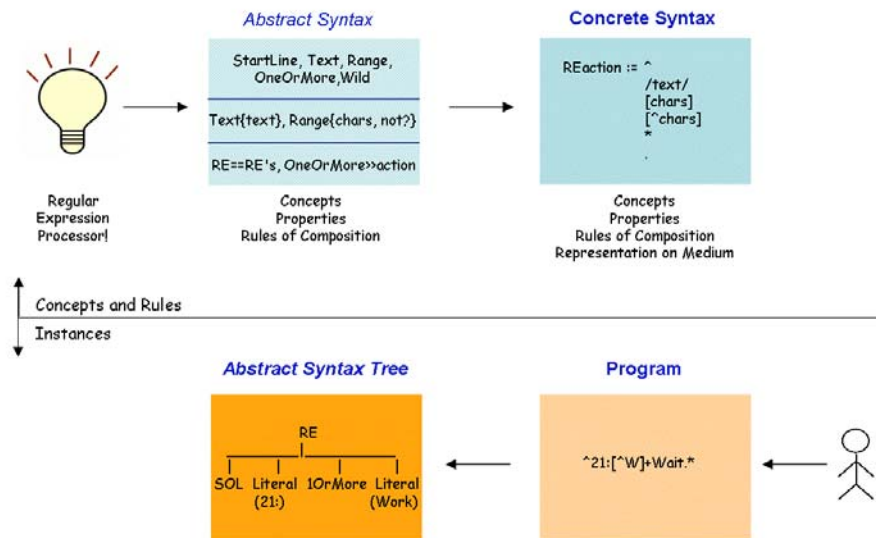 Abstract Syntax
Concrete Syntax
StartLine, Text, Range,
OneOrMore,Wild
Text{text}, Range{chars, not?}
RE==RE's, OneOrMore>>action
REaction := ^
/text/
[chars]
[^chars]
*
.
Regular
Expression
Processor!
Concepts
Properties
Rules of Composition
Concepts
Properties
Rules of Composition
Representation on Medium
Concepts and Rules
Instances
Abstract Syntax Tree
Program
RE
SOL Literal 1OrMore Literal
(21:) (Work)
^21:[^W]+Wait.*